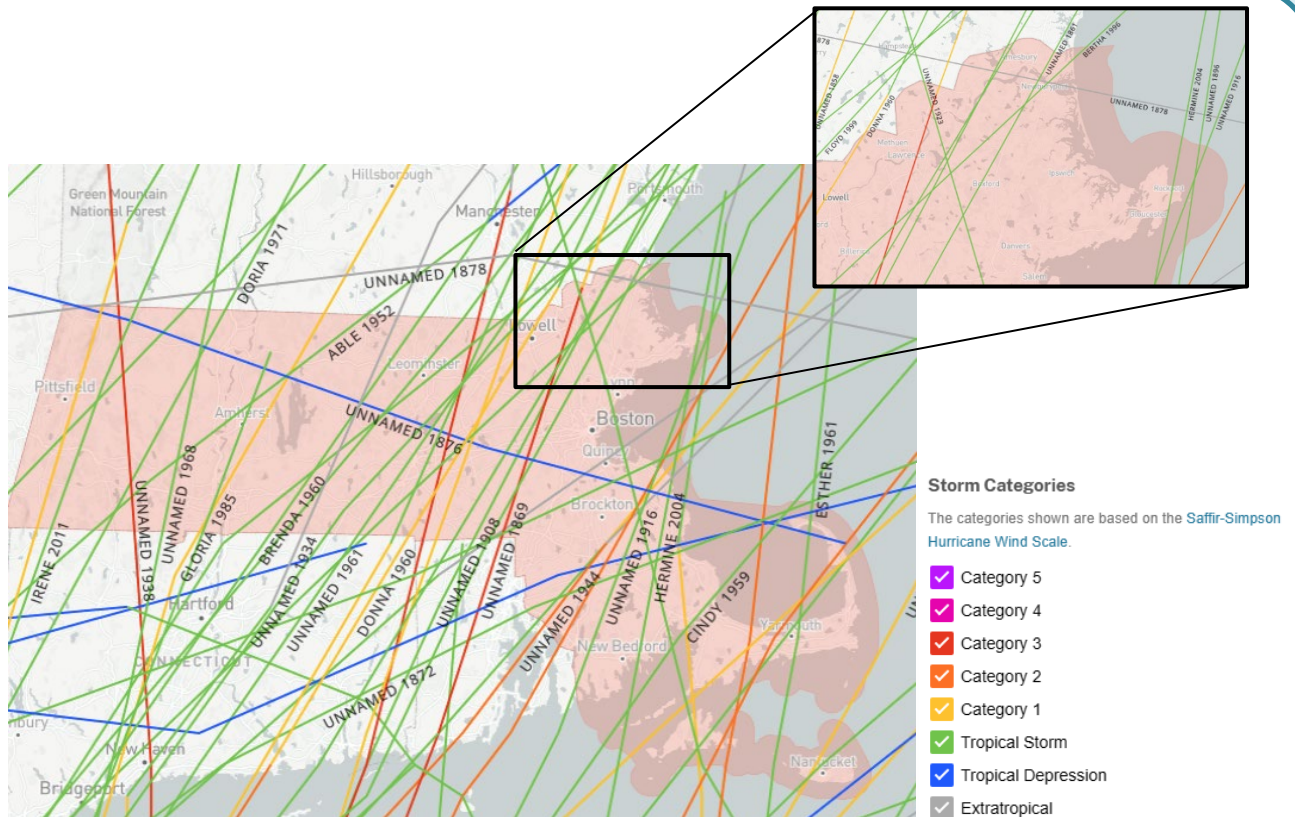 UNNAMED 1861
BERTHA 1996
Hampstead
Amesbury
Newburyport
UNNAMED 1858
FLOYD 1999
DONNA 1960
UNNAMED 1923
UNNAMED 1878
HERMINE 2004
UNNAMED 1896
UNNAMED 1916
Methuen
Lawrence
Boxford
Ipswich
Rockport
Lowell
Gloucester
Danvers
Billerica
Salem
Hillsborough
Green Mountain
National Forest
Manchester
Portsmouth
DORIA 1971
UNNAMED 1878
ABLE 1952
Lowell
Leominster
Pittsfield
Amherst
Lynn
Boston
UNNAMED 1876
Quincy
Brockton
ESTHER 1961
IRENE 2011
UNNAMED 1938
UNNAMED 1968
GLORIA 1985
BRENDA 1960
UNNAMED 1934
UNNAMED 1961
DONNA 1960
UNNAMED 1908
UNNAMED 1869
UNNAMED 1944
UNNAMED 1916
HERMINE 2004
CINDY 1959
Hartford
CONNECTICUT
New Bedford
Yarmouth
UNNAMED 1872
New Haven
Nantucket
Bridgeport
Storm Categories
The categories shown are based on the Saffir-Simpson
Hurricane Wind Scale.
Category 5
Category 4
Category 3
Category 2
Category 1
Tropical Storm
Tropical Depression
Extratropical